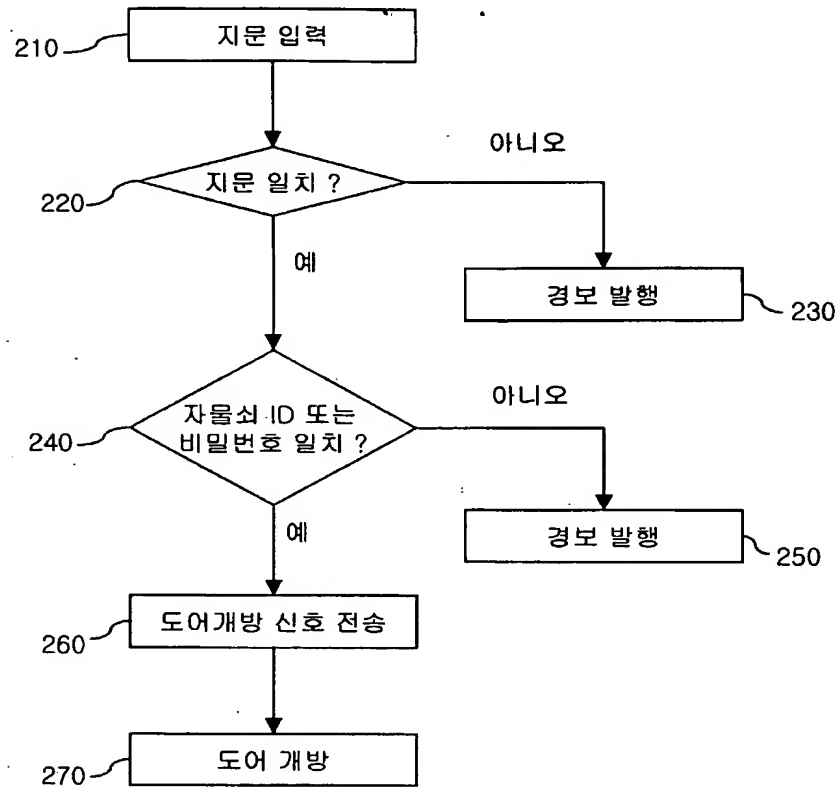 지문 입력
210
아니오
지문 일치 ?
220
예
경보 발행
230
아니오
자물쇠 ID 또는
비밀번호 일치 ?
240
예
경보 발행
250
도어개방 신호 전송
260
도어 개방
270